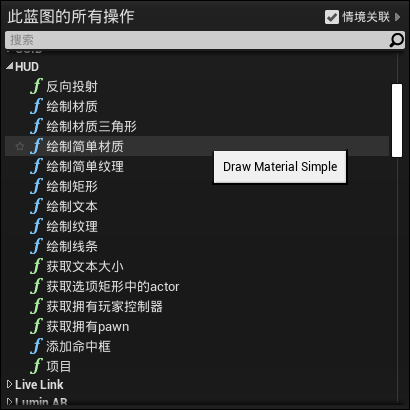 此蓝图的所有操作
情境关联
搜索
HUD
反向投射
绘制材质
绘制材质三角形
绘制简单材质
绘制简单纹理
Draw Material Simple
绘制矩形
绘制文本
绘制纹理
绘制线条
获取文本大小
获取选项矩形中的actor
获取拥有玩家控制器
获取拥有pawn
添加命中框
项目
Live Link
Lumin AR